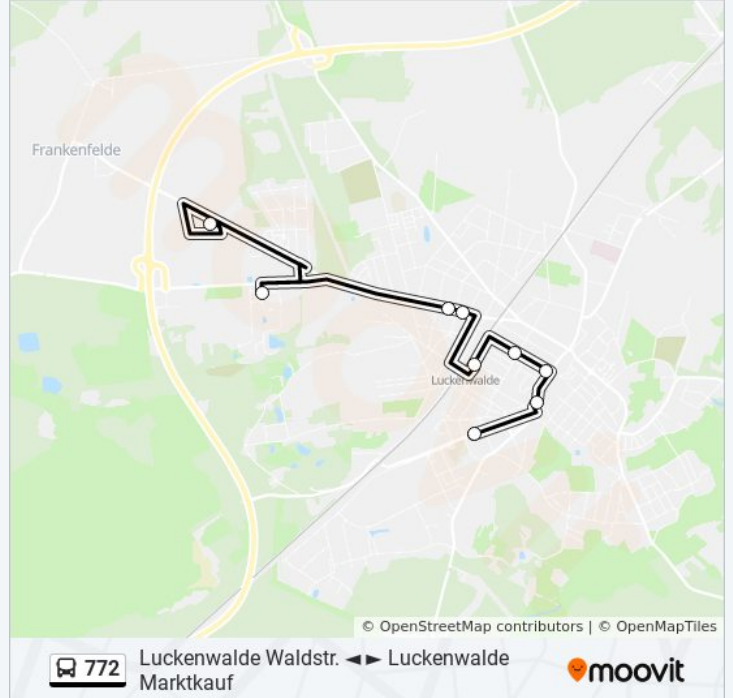 Frankenfelde
Luckenwalde
© OpenStreetMap contributors | © OpenMapTiles
772
Luckenwalde Waldstr. ◄► Luckenwalde
Marktkauf
moovit